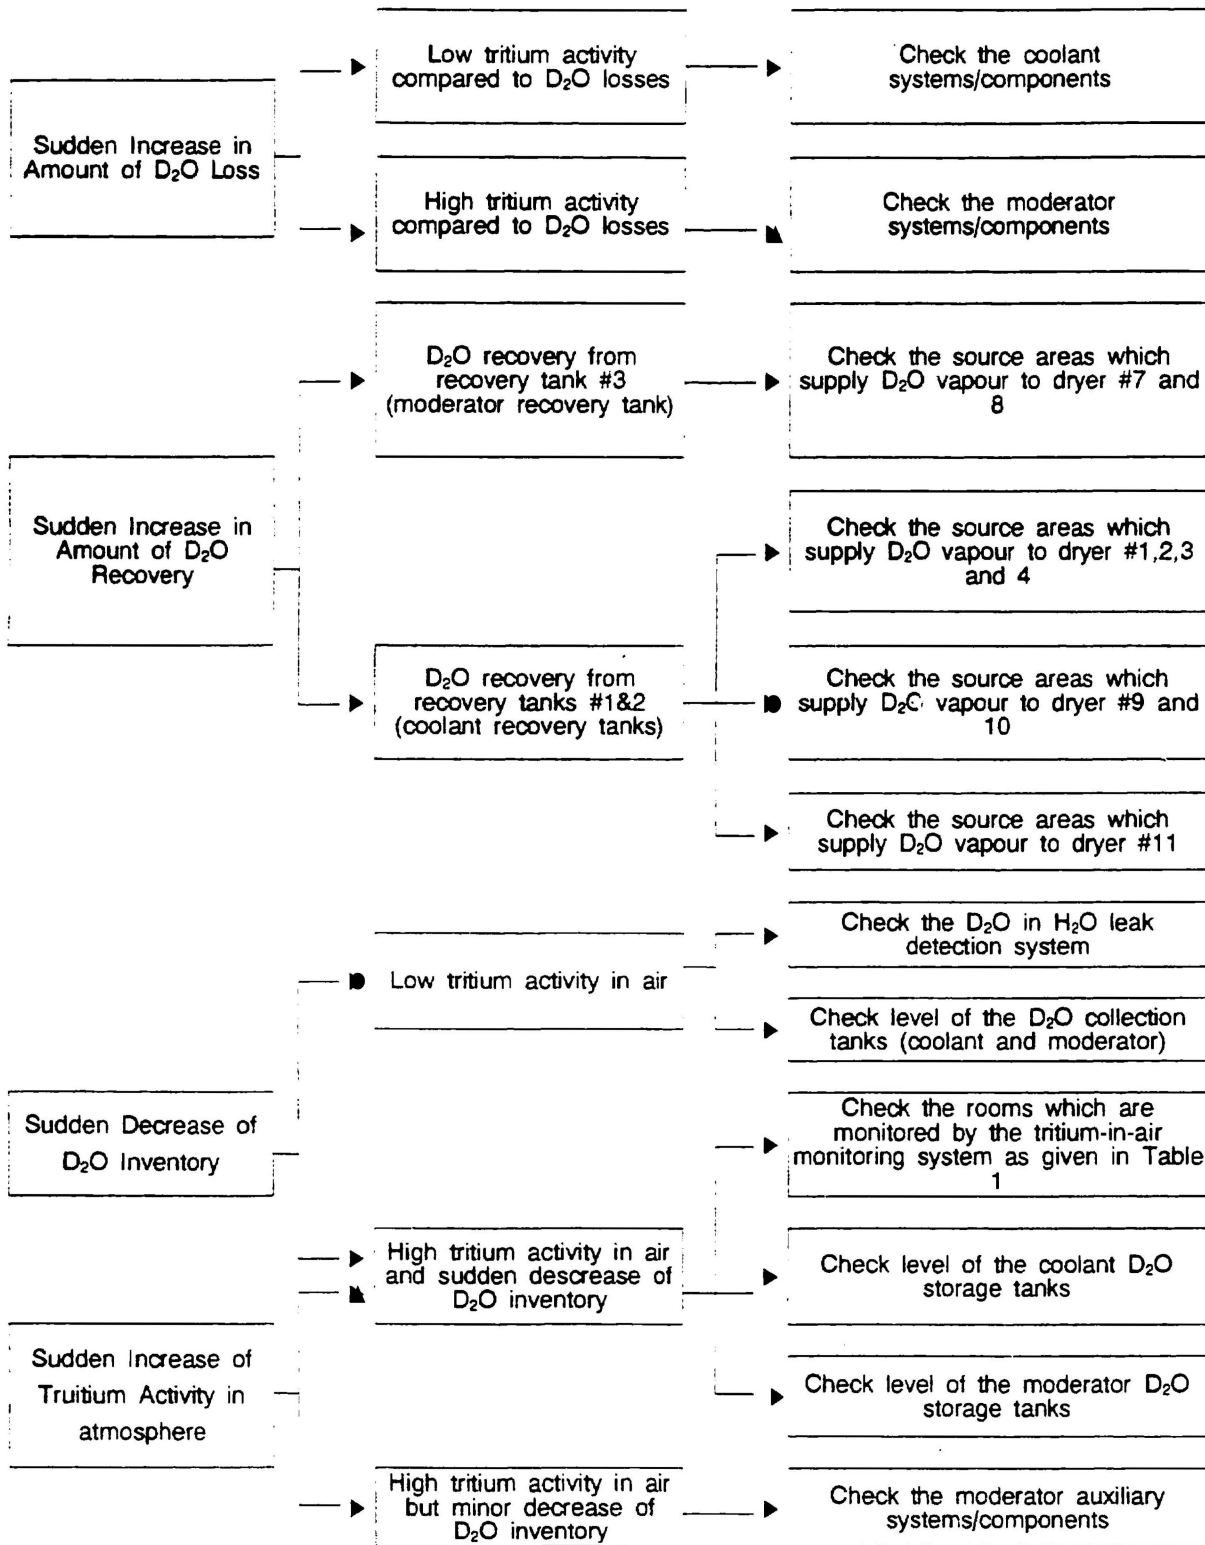 Low tritium activity
compared to D₂O losses
Check the coolant
systems/components
Sudden Increase in
Amount of D₂O Loss
High tritium activity
compared to D₂O losses
Check the moderator
systems/components
D₂O recovery from
recovery tank #3
(moderator recovery tank)
Check the source areas which
supply D₂O vapour to dryer #7 and
8
Sudden Increase in
Amount of D₂O
Recovery
Check the source areas which
supply D₂O vapour to dryer #1,2,3
and 4
D₂O recovery from
recovery tanks #1&2
(coolant recovery tanks)
Check the source areas which
supply D₂O vapour to dryer #9 and
10
Check the source areas which
supply D₂O vapour to dryer #11
Low tritium activity in air
Check the D₂O in H₂O leak
detection system
Check level of the D₂O collection
tanks (coolant and moderator)
Sudden Decrease of
D₂O Inventory
Check the rooms which are
monitored by the tritium-in-air
monitoring system as given in Table
1
High tritium activity in air
and sudden descrease of
D₂O inventory
Check level of the coolant D₂O
storage tanks
Sudden Increase of
Truitium Activity in
atmosphere
Check level of the moderator D₂O
storage tanks
High tritium activity in air
but minor decrease of
D₂O inventory
Check the moderator auxiliary
systems/components